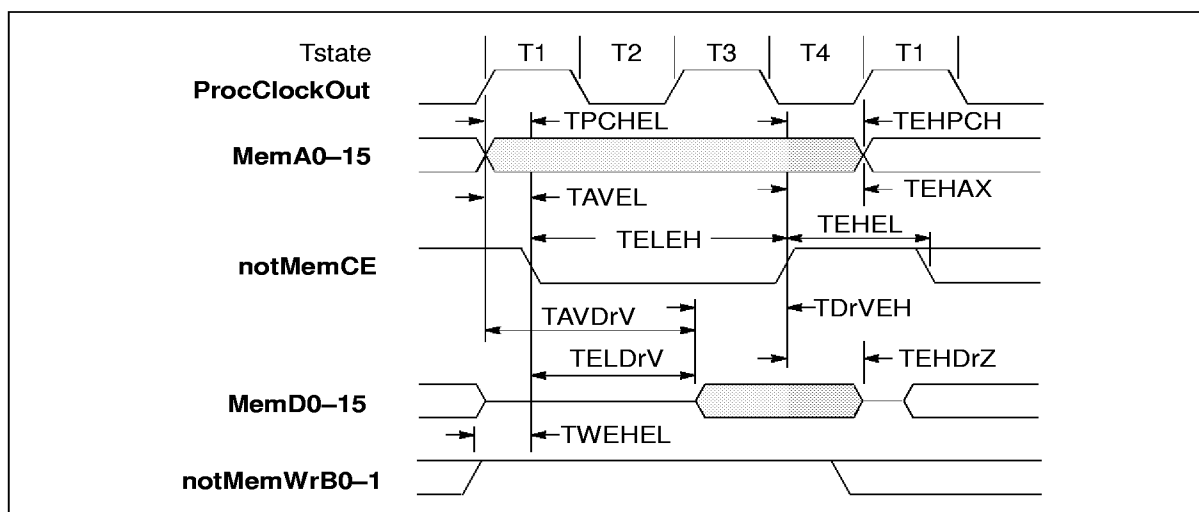 Tstate T1 T2 T3 T4 T1
ProcClockOut
TPCHEL TEHPCH
MemA0–15
TAVEL TEHAX
TELEH TEHEL
notMemCE
TAVDrV TDrVEH
TELDrV TEHDrZ
MemD0–15
TWEHEL
notMemWrB0–1